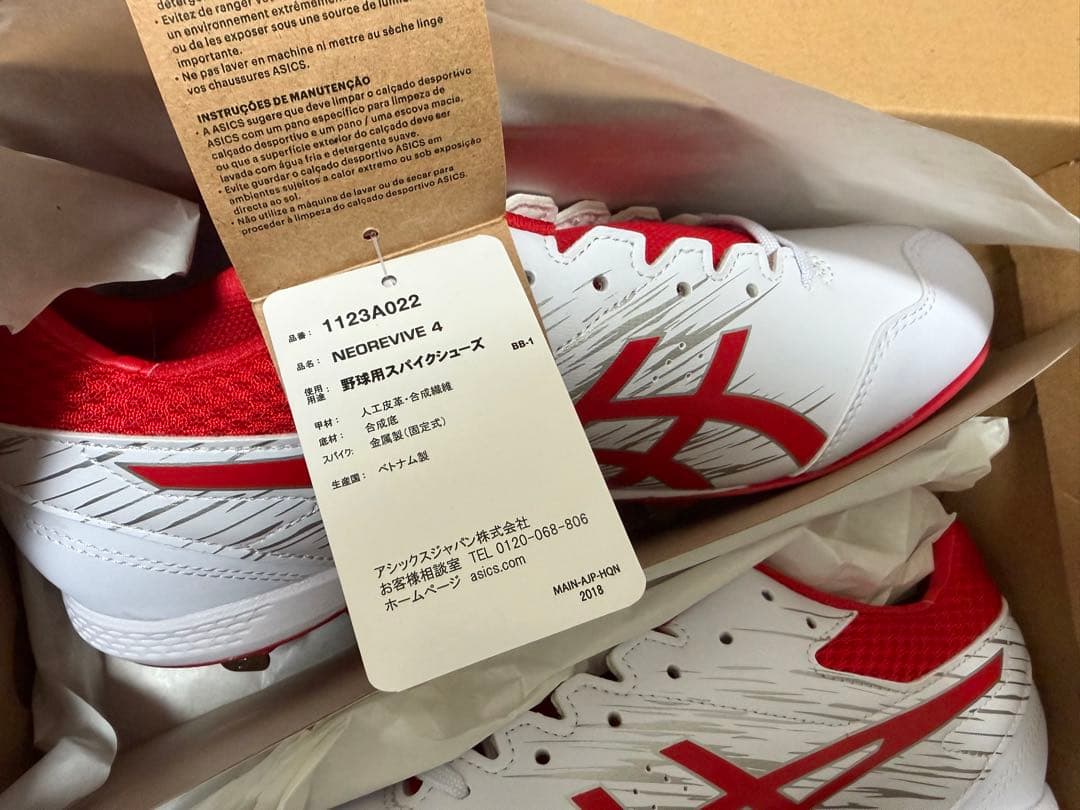 • Evitez de ranger
un environnement extrêmement
ou de les exposer sous une source de
importante.
• Ne pas laver en machine ni mettre au sèche linge
vos chaussures ASICS.
INSTRUÇÕES DE MANUTENÇÃO
• A ASICS sugere que deve limpar o calçado desportivo
ASICS com um pano específico para limpeza de
calçado desportivo e um pano / uma escova macia,
ou que a superfície exterior do calçado deve ser
lavada com água fria e detergente suave.
• Evite guardar o calçado desportivo ASICS em
ambientes sujeitos a calor extremo ou sob exposição
directa ao sol.
• Não utilize a máquina de lavar ou de secar para
proceder à limpeza do calçado desportivo ASICS.
品番: 1123A022
品名: NEOREVIVE 4
使用用途: 野球用スパイクシューズ BB-1
甲材: 人工皮革・合成繊維
底材: 合成底
スパイク: 金属製(固定式)
生産国: ベトナム製
アシックスジャパン株式会社
お客様相談室 TEL 0120-068-806
ホームページ asics.com
MAIN-AJP-HQN
2018